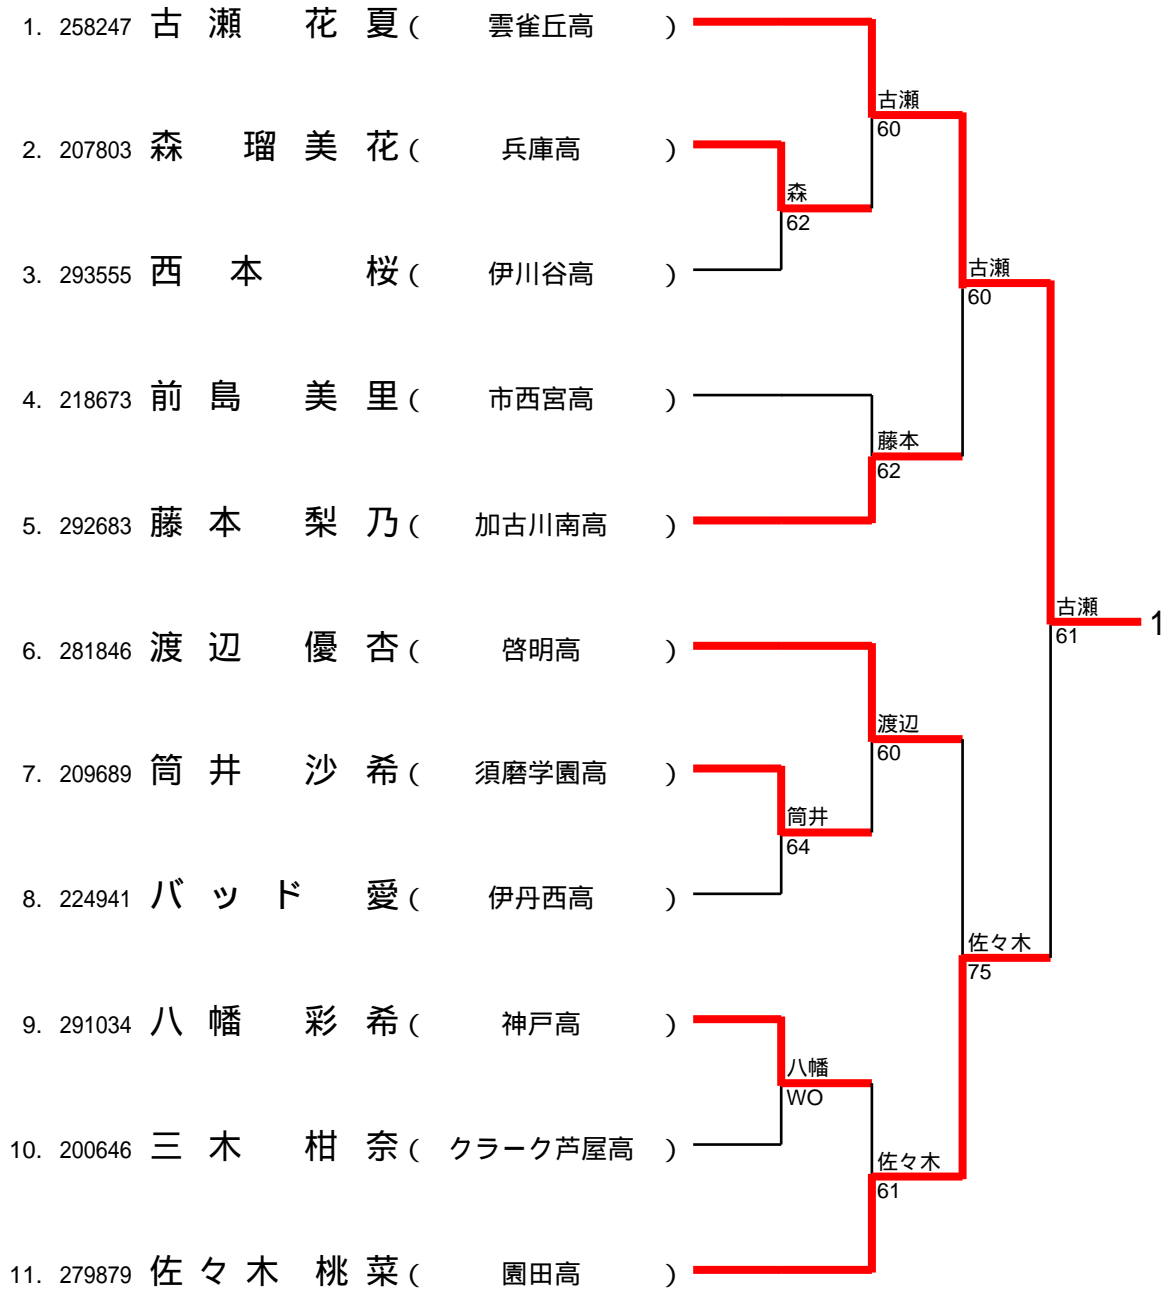 1. 258247 古瀬 花夏 ( 雲雀丘高 )
古瀬
60
2. 207803 森 瑠美花 ( 兵庫高 )
森
62
3. 293555 西本 桜 ( 伊川谷高 )
古瀬
60
4. 218673 前島 美里 ( 市西宮高 )
藤本
62
5. 292683 藤本 梨乃 ( 加古川南高 )
古瀬
61
1
6. 281846 渡辺 優杏 ( 啓明高 )
渡辺
60
7. 209689 筒井 沙希 ( 須磨学園高 )
筒井
64
8. 224941 バッド 愛 ( 伊丹西高 )
佐々木
75
9. 291034 八幡 彩希 ( 神戸高 )
八幡
WO
10. 200646 三木 柑奈 ( クラーク芦屋高 )
佐々木
61
11. 279879 佐々木 桃菜 ( 園田高 )